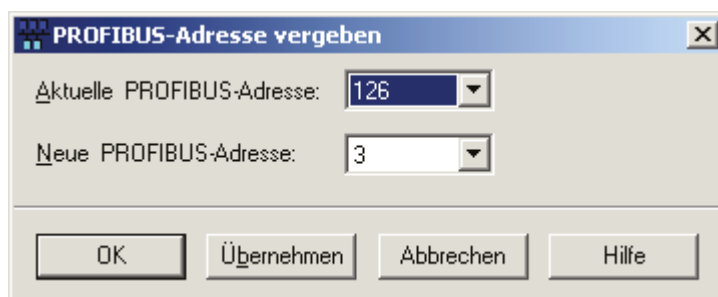 PROFIBUS-Adresse vergeben
Aktuelle PROFIBUS-Adresse: 126
Neue PROFIBUS-Adresse: 3
OK Übernehmen Abbrechen Hilfe